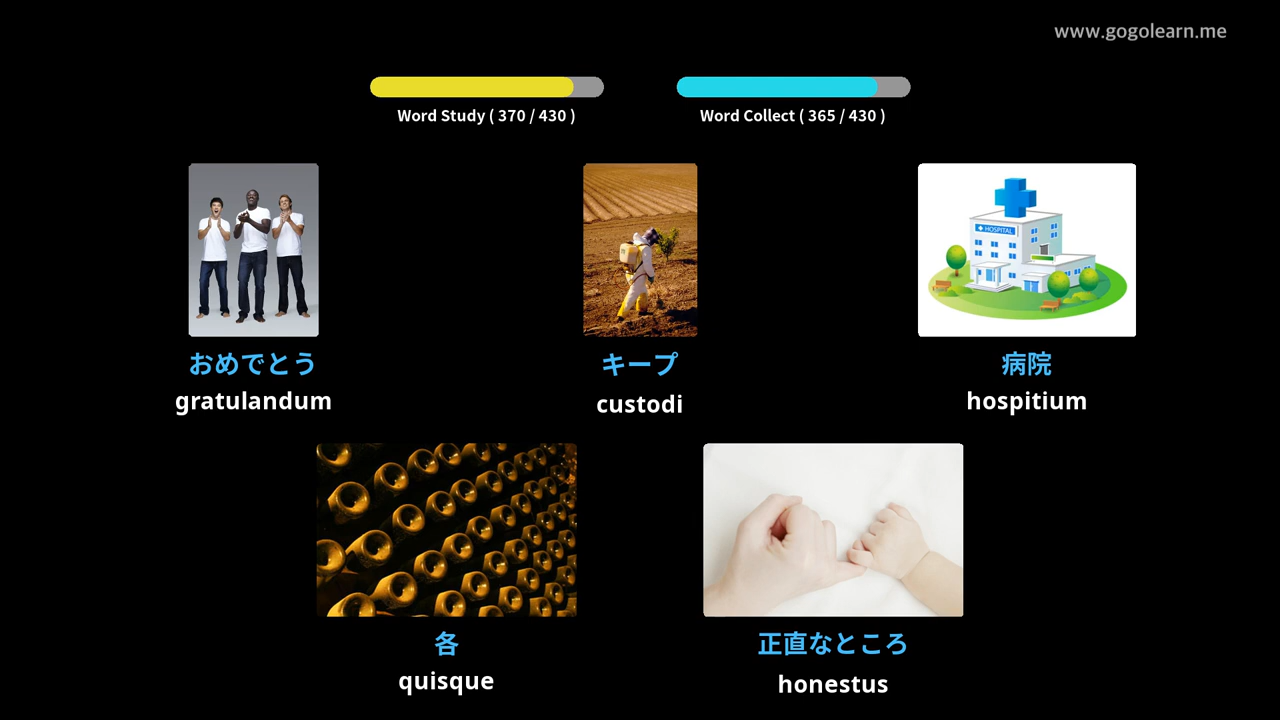 www.gogolearn.me
Word Study ( 370 / 430 )
Word Collect ( 365 / 430 )
HOSPITAL
おめでとう
キープ
病院
gratulandum
custodi
hospitium
各
正直なところ
quisque
honestus